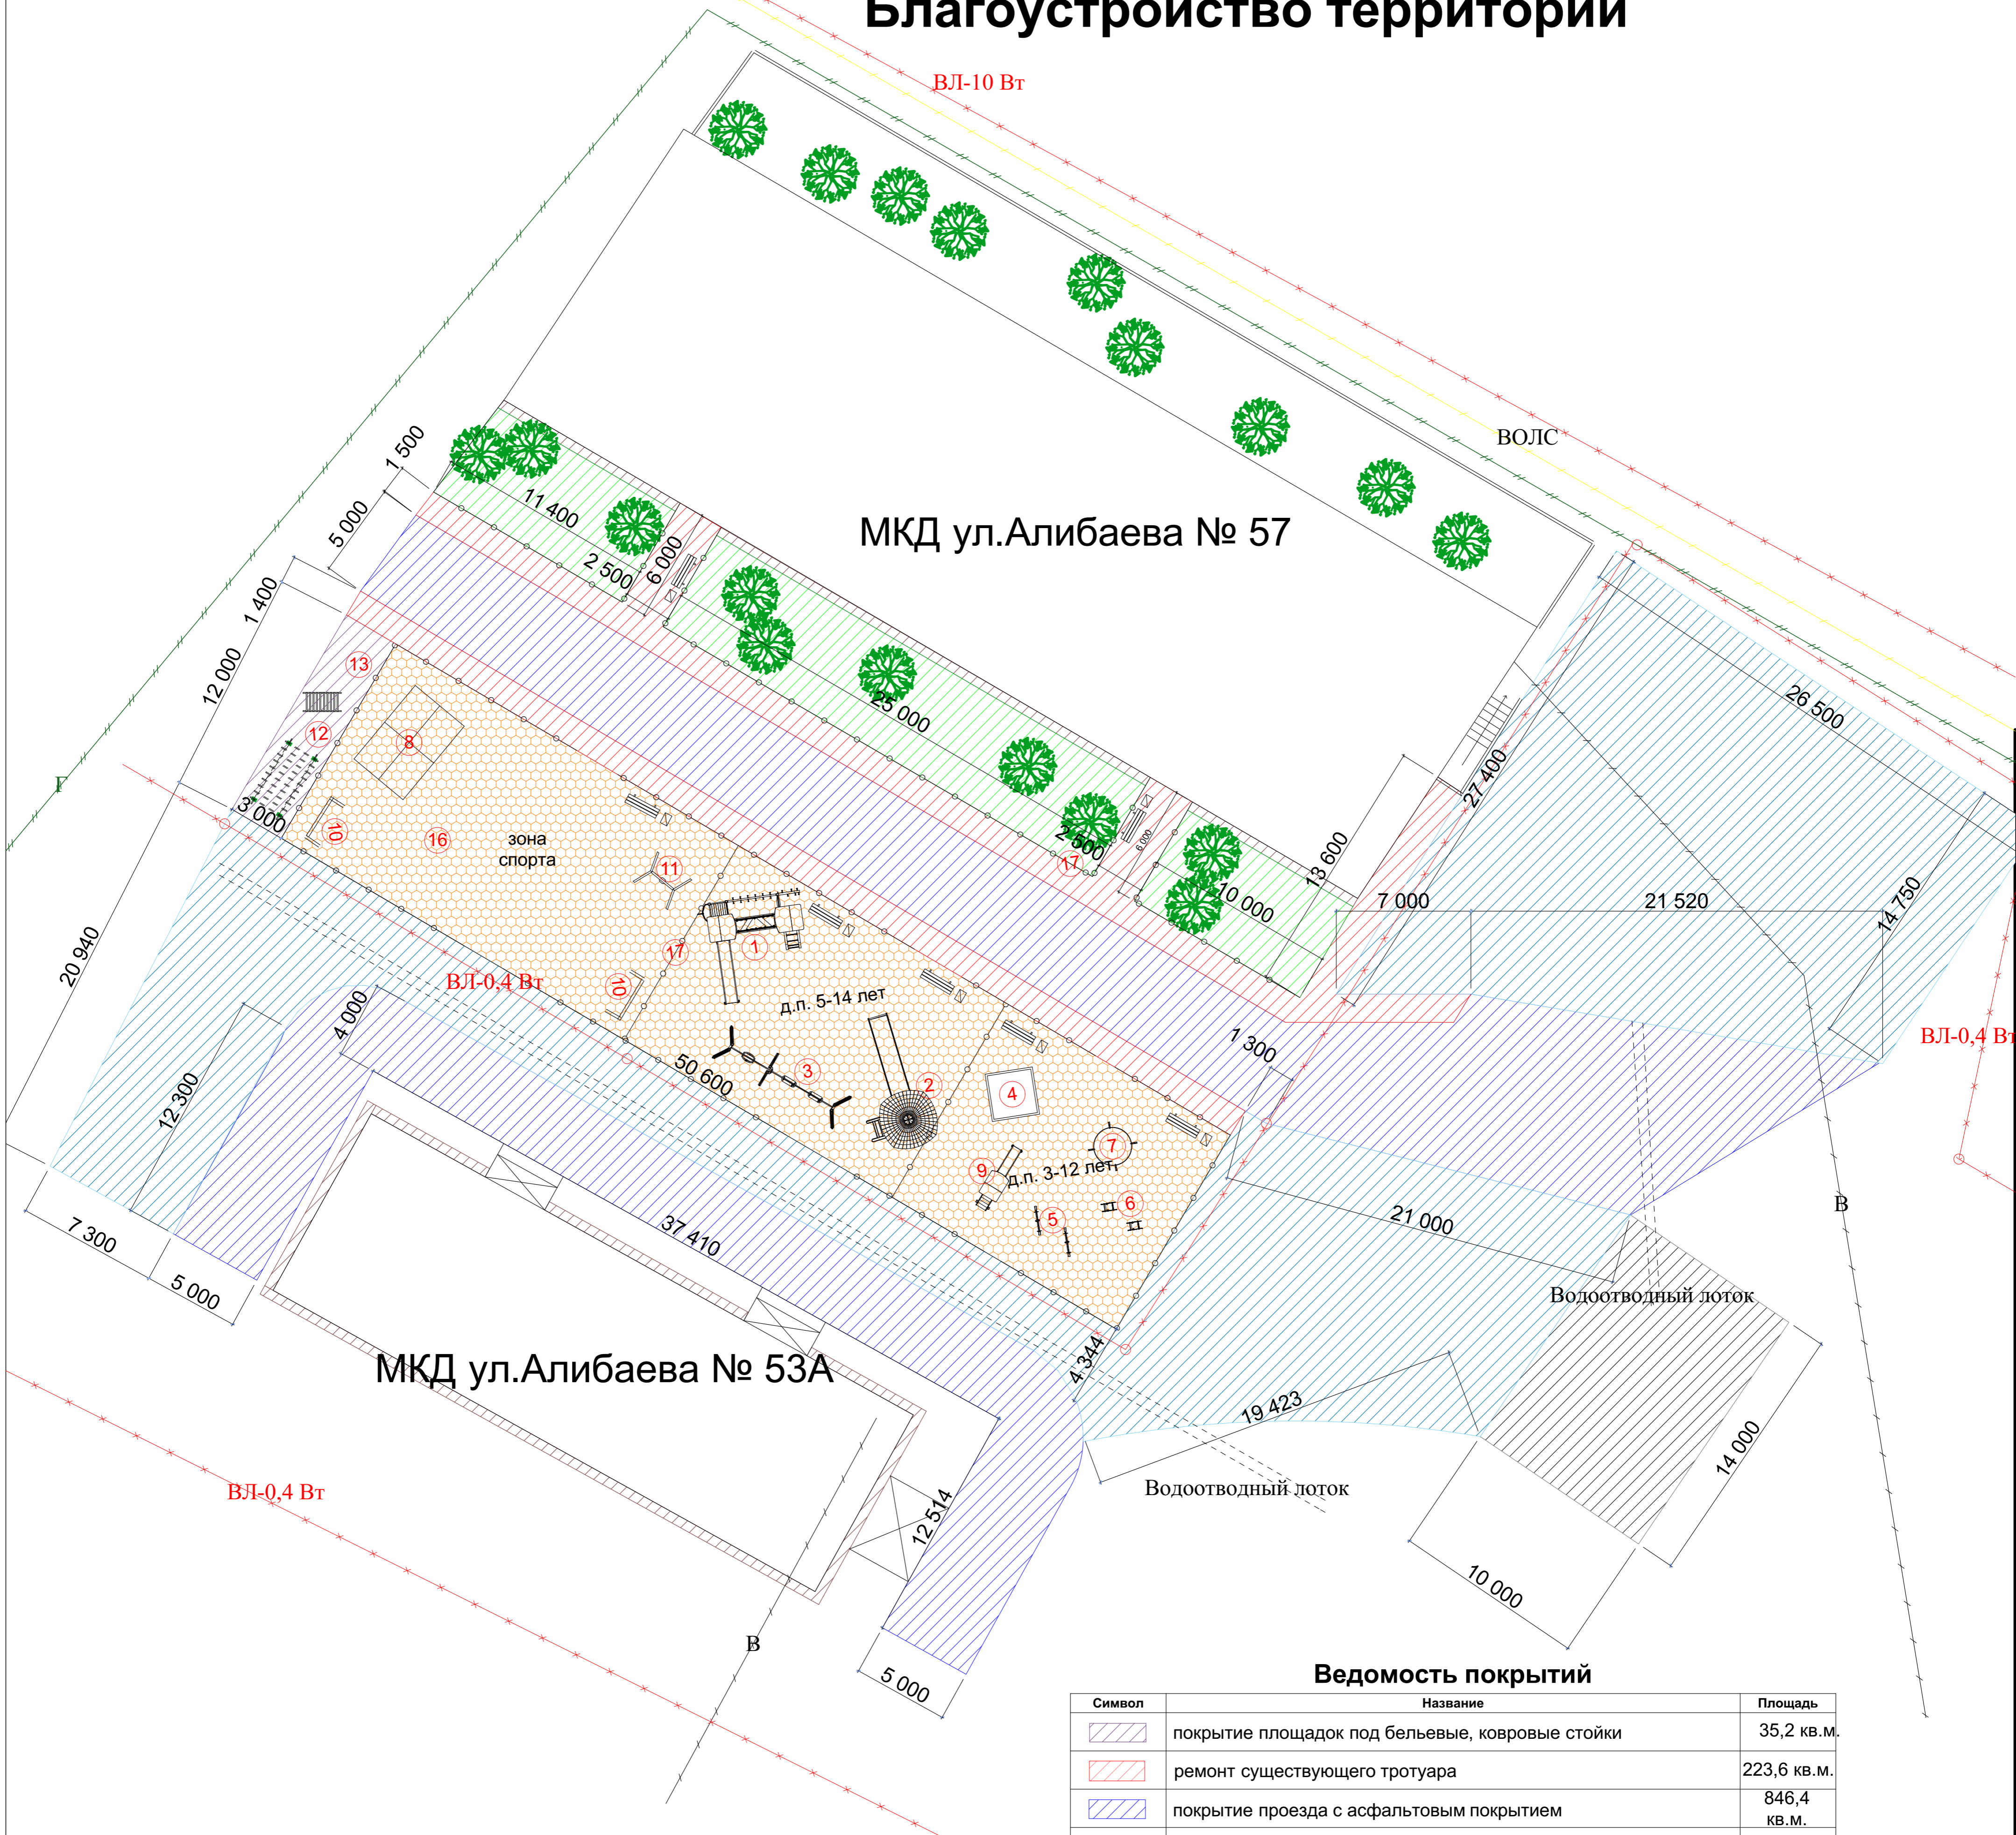 Благоустройство территории
ВЛ-10 Вт
ВОЛС
МКД ул.Алибаева № 57
1 500
5 000
1 400
12 000
11 400
2 500
6 000
25 000
2 500
6 000
10 000
13 600
27 400
26 500
14 750
7 000
21 520
13
12
8
Г
3 000
10
16
зона
спорта
11
17
17
1
10
ВЛ-0,4 Вт
д.п. 5-14 лет
20 940
4 000
12 300
50 600
3
2
4
1 300
ВЛ-0,4 Вт
7
9
д.п. 3-12 лет
6
5
21 000
В
7 300
5 000
37 410
Водоотводный лоток
МКД ул.Алибаева № 53А
4 344
19 423
14 000
ВЛ-0,4 Вт
Водоотводный лоток
12 514
10 000
В
5 000
Ведомость покрытий
Символ Название Площадь
покрытие площадок под бельевые, ковровые стойки 35,2 кв.м.
ремонт существующего тротуара 223,6 кв.м.
покрытие проезда с асфальтовым покрытием 846,4
кв.м.